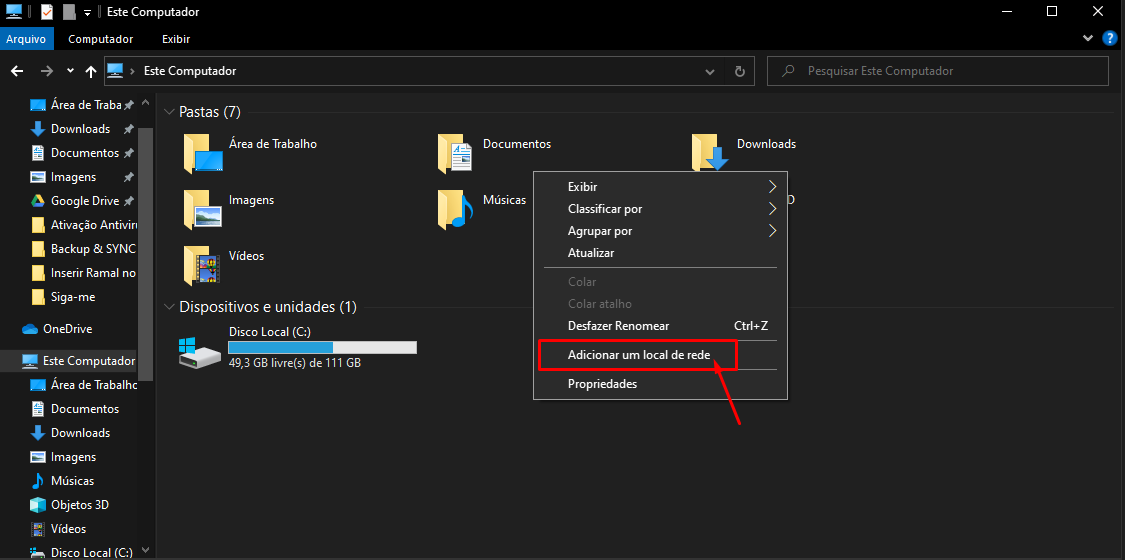 Este Computador
Arquivo Computador Exibir
Este Computador
Pesquisar Este Computador
Área de Traba
Downloads
Documentos
Imagens
Google Drive
Ativação Antiviru
Backup & SYNC
Inserir Ramal no
Siga-me
OneDrive
Este Computador
Área de Trabalho
Documentos
Downloads
Imagens
Músicas
Objetos 3D
Vídeos
Disco Local (C:)
Pastas (7)
Área de Trabalho
Documentos
Downloads
Imagens
Músicas
D
Vídeos
Dispositivos e unidades (1)
Disco Local (C:)
49,3 GB livre(s) de 111 GB
Exibir
Classificar por
Agrupar por
Atualizar
Colar
Colar atalho
Desfazer Renomear Ctrl+Z
Adicionar um local de rede
Propriedades